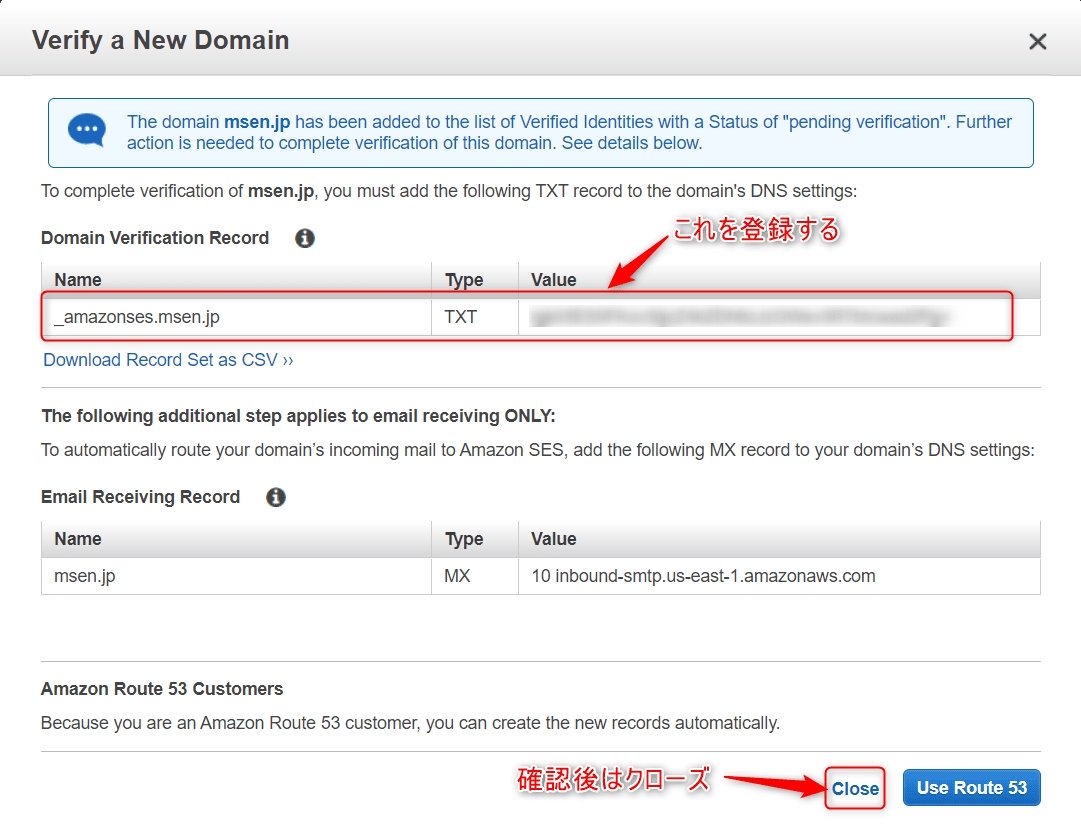 Verify a New Domain
The domain msen.jp has been added to the list of Verified Identities with a Status of "pending verification". Further
action is needed to complete verification of this domain. See details below.
To complete verification of msen.jp, you must add the following TXT record to the domain's DNS settings:
これを登録する
Domain Verification Record
Name Type Value
_amazonses.msen.jp TXT
Download Record Set as CSV ››
The following additional step applies to email receiving ONLY:
To automatically route your domain’s incoming mail to Amazon SES, add the following MX record to your domain’s DNS settings:
Email Receiving Record
Name Type Value
msen.jp MX 10 inbound-smtp.us-east-1.amazonaws.com
Amazon Route 53 Customers
Because you are an Amazon Route 53 customer, you can create the new records automatically.
確認後はクローズ Close Use Route 53